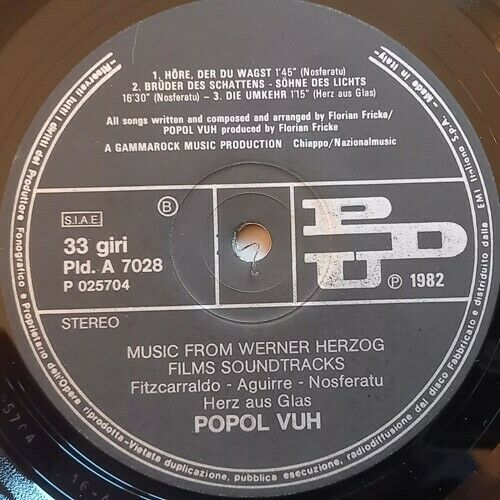 1. HÖRE, DER DU WAGST 1'45" (Nosferatu)
2. BRÜDER DES SCHATTENS - SÖHNE DES LICHTS
16'30" (Nosferatu) - 3. DIE UMKEHR 1'15" (Herz aus Glas)
All songs written and composed and arranged by Florian Fricke/
POPOL VUH produced by Florian Fricke
A GAMMAROCK MUSIC PRODUCTION Chiappo/Nazionalmusic
S.I.A.E.
B
33 giri
Pld. A 7028
P 025704
PDU
℗ 1982
STEREO
MUSIC FROM WERNER HERZOG
FILMS SOUNDTRACKS
Fitzcarraldo - Aguirre - Nosferatu
Herz aus Glas
POPOL VUH
Riservati tutti i diritti del Produttore Fonografico e Proprietario dell'Opera riprodotta-Vietata duplicazione, pubblica esecuzione, radiodiffusione del disco Fabbricato e distribuito dalla EMI Italiana S.p.A. - Made in Italy-